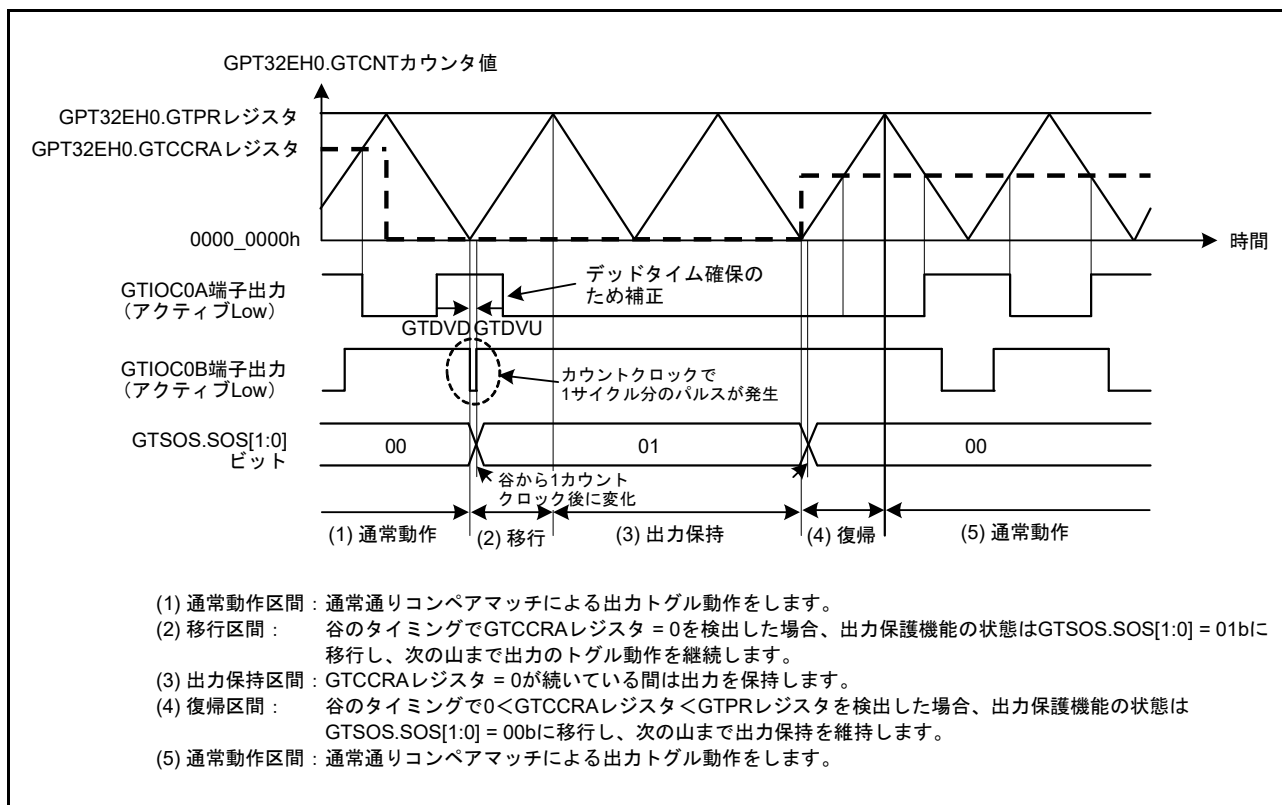 GPT32EH0.GTCNTカウンタ値
GPT32EH0.GTPRレジスタ
GPT32EH0.GTCCRAレジスタ
0000_0000h
時間
GTIOC0A端子出力
（アクティブLow）
デッドタイム確保の
ため補正
GTDVD
GTDVU
GTIOC0B端子出力
（アクティブLow）
カウントクロックで
1サイクル分のパルスが発生
GTSOS.SOS[1:0]
ビット
00
01
00
谷から1カウント
クロック後に変化
(1) 通常動作
(2) 移行
(3) 出力保持
(4) 復帰
(5) 通常動作
(1) 通常動作区間：通常通りコンペアマッチによる出力トグル動作をします。
(2) 移行区間： 谷のタイミングでGTCCRAレジスタ = 0を検出した場合、出力保護機能の状態はGTSOS.SOS[1:0] = 01bに
移行し、次の山まで出力のトグル動作を継続します。
(3) 出力保持区間：GTCCRAレジスタ = 0が続いている間は出力を保持します。
(4) 復帰区間： 谷のタイミングで0＜GTCCRAレジスタ＜GTPRレジスタを検出した場合、出力保護機能の状態は
GTSOS.SOS[1:0] = 00bに移行し、次の山まで出力保持を維持します。
(5) 通常動作区間：通常通りコンペアマッチによる出力トグル動作をします。